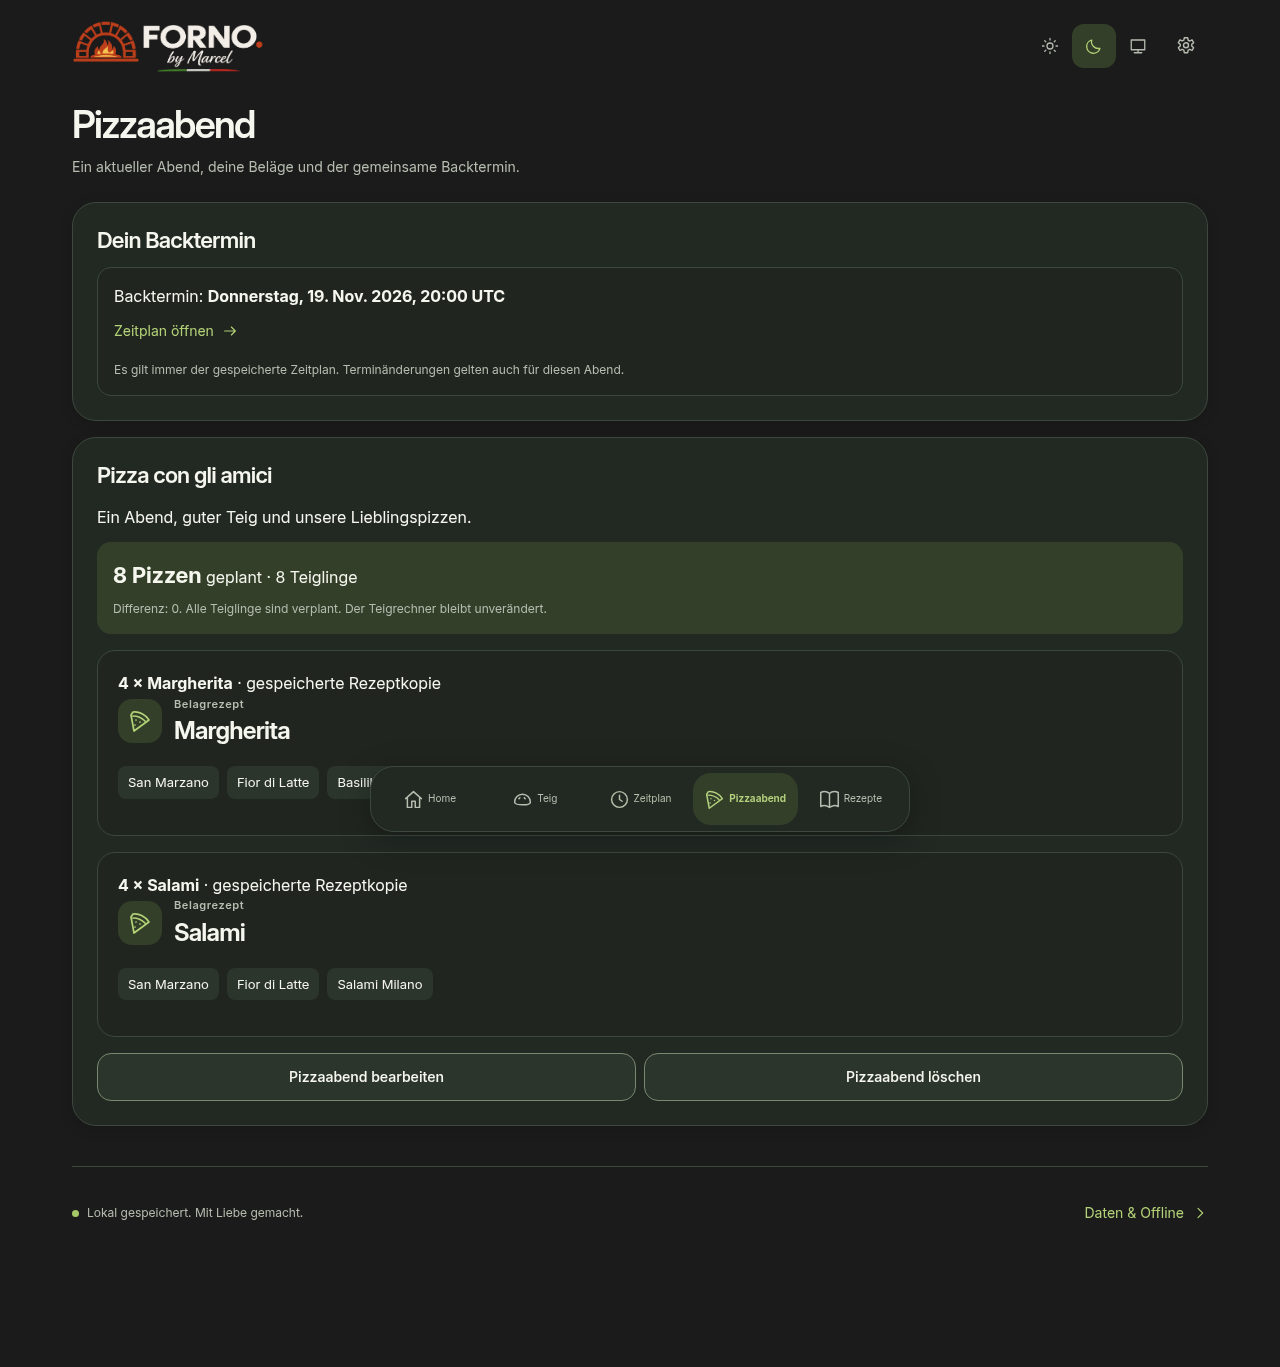 FORNO.
by Marcel
Pizzaabend
Ein aktueller Abend, deine Beläge und der gemeinsame Backtermin.
Dein Backtermin
Backtermin: Donnerstag, 19. Nov. 2026, 20:00 UTC
Zeitplan öffnen →
Es gilt immer der gespeicherte Zeitplan. Terminänderungen gelten auch für diesen Abend.
Pizza con gli amici
Ein Abend, guter Teig und unsere Lieblingspizzen.
8 Pizzen geplant · 8 Teiglinge
Differenz: 0. Alle Teiglinge sind verplant. Der Teigrechner bleibt unverändert.
4 × Margherita · gespeicherte Rezeptkopie
Belagrezept
Margherita
San Marzano Fior di Latte
Home Teig Zeitplan Pizzaabend Rezepte
4 × Salami · gespeicherte Rezeptkopie
Belagrezept
Salami
San Marzano Fior di Latte Salami Milano
Pizzaabend bearbeiten Pizzaabend löschen
Lokal gespeichert. Mit Liebe gemacht. Daten & Offline